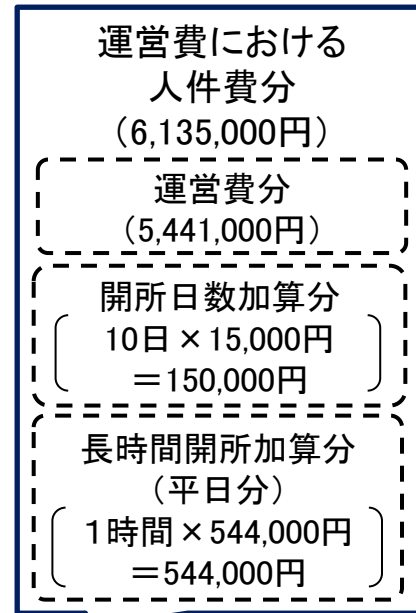 運営費における
人件費分
（6,135,000円）
運営費分
（5,441,000円）
開所日数加算分
10日×15,000円
＝150,000円
長時間開所加算分
（平日分）
1時間×544,000円
＝544,000円